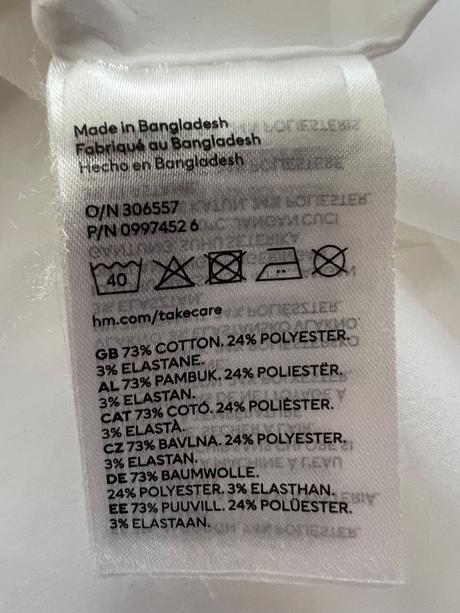 Made in Bangladesh
Fabriqué au Bangladesh
Hecho en Bangladesh
O/N 306557
P/N 0997452 6
40
hm.com/takecare
GB 73% COTTON. 24% POLYESTER.
3% ELASTANE.
AL 73% PAMBUK. 24% POLIESTËR.
3% ELASTAN.
CAT 73% COTÓ. 24% POLIÈSTER.
3% ELASTÀ.
CZ 73% BAVLNA. 24% POLYESTER.
3% ELASTAN.
DE 73% BAUMWOLLE.
24% POLYESTER. 3% ELASTHAN.
EE 73% PUUVILL. 24% POLÜESTER.
3% ELASTAAN.